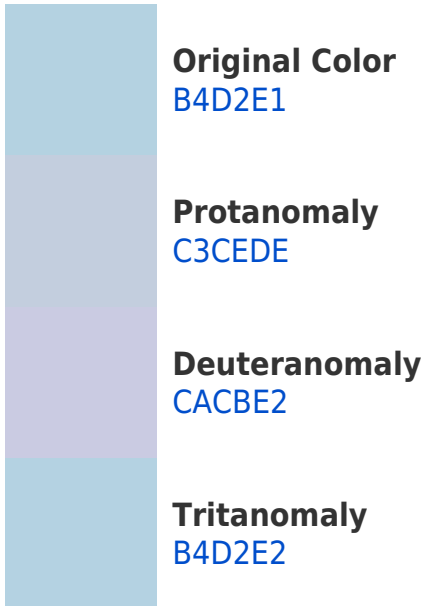 Original Color
B4D2E1
Protanomaly
C3CEDE
Deuteranomaly
CACBE2
Tritanomaly
B4D2E2